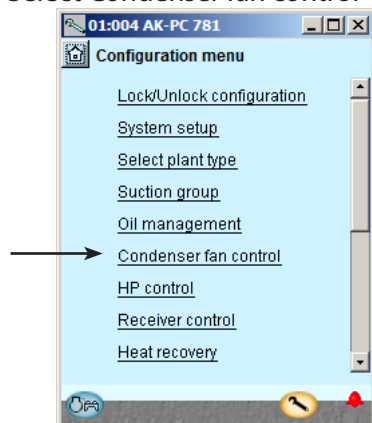 Select Condenser fan control
01:004 AK-PC 781
Configuration menu
Lock/Unlock configuration
System setup
Select plant type
Suction group
Oil management
Condenser fan control
HP control
Receiver control
Heat recovery